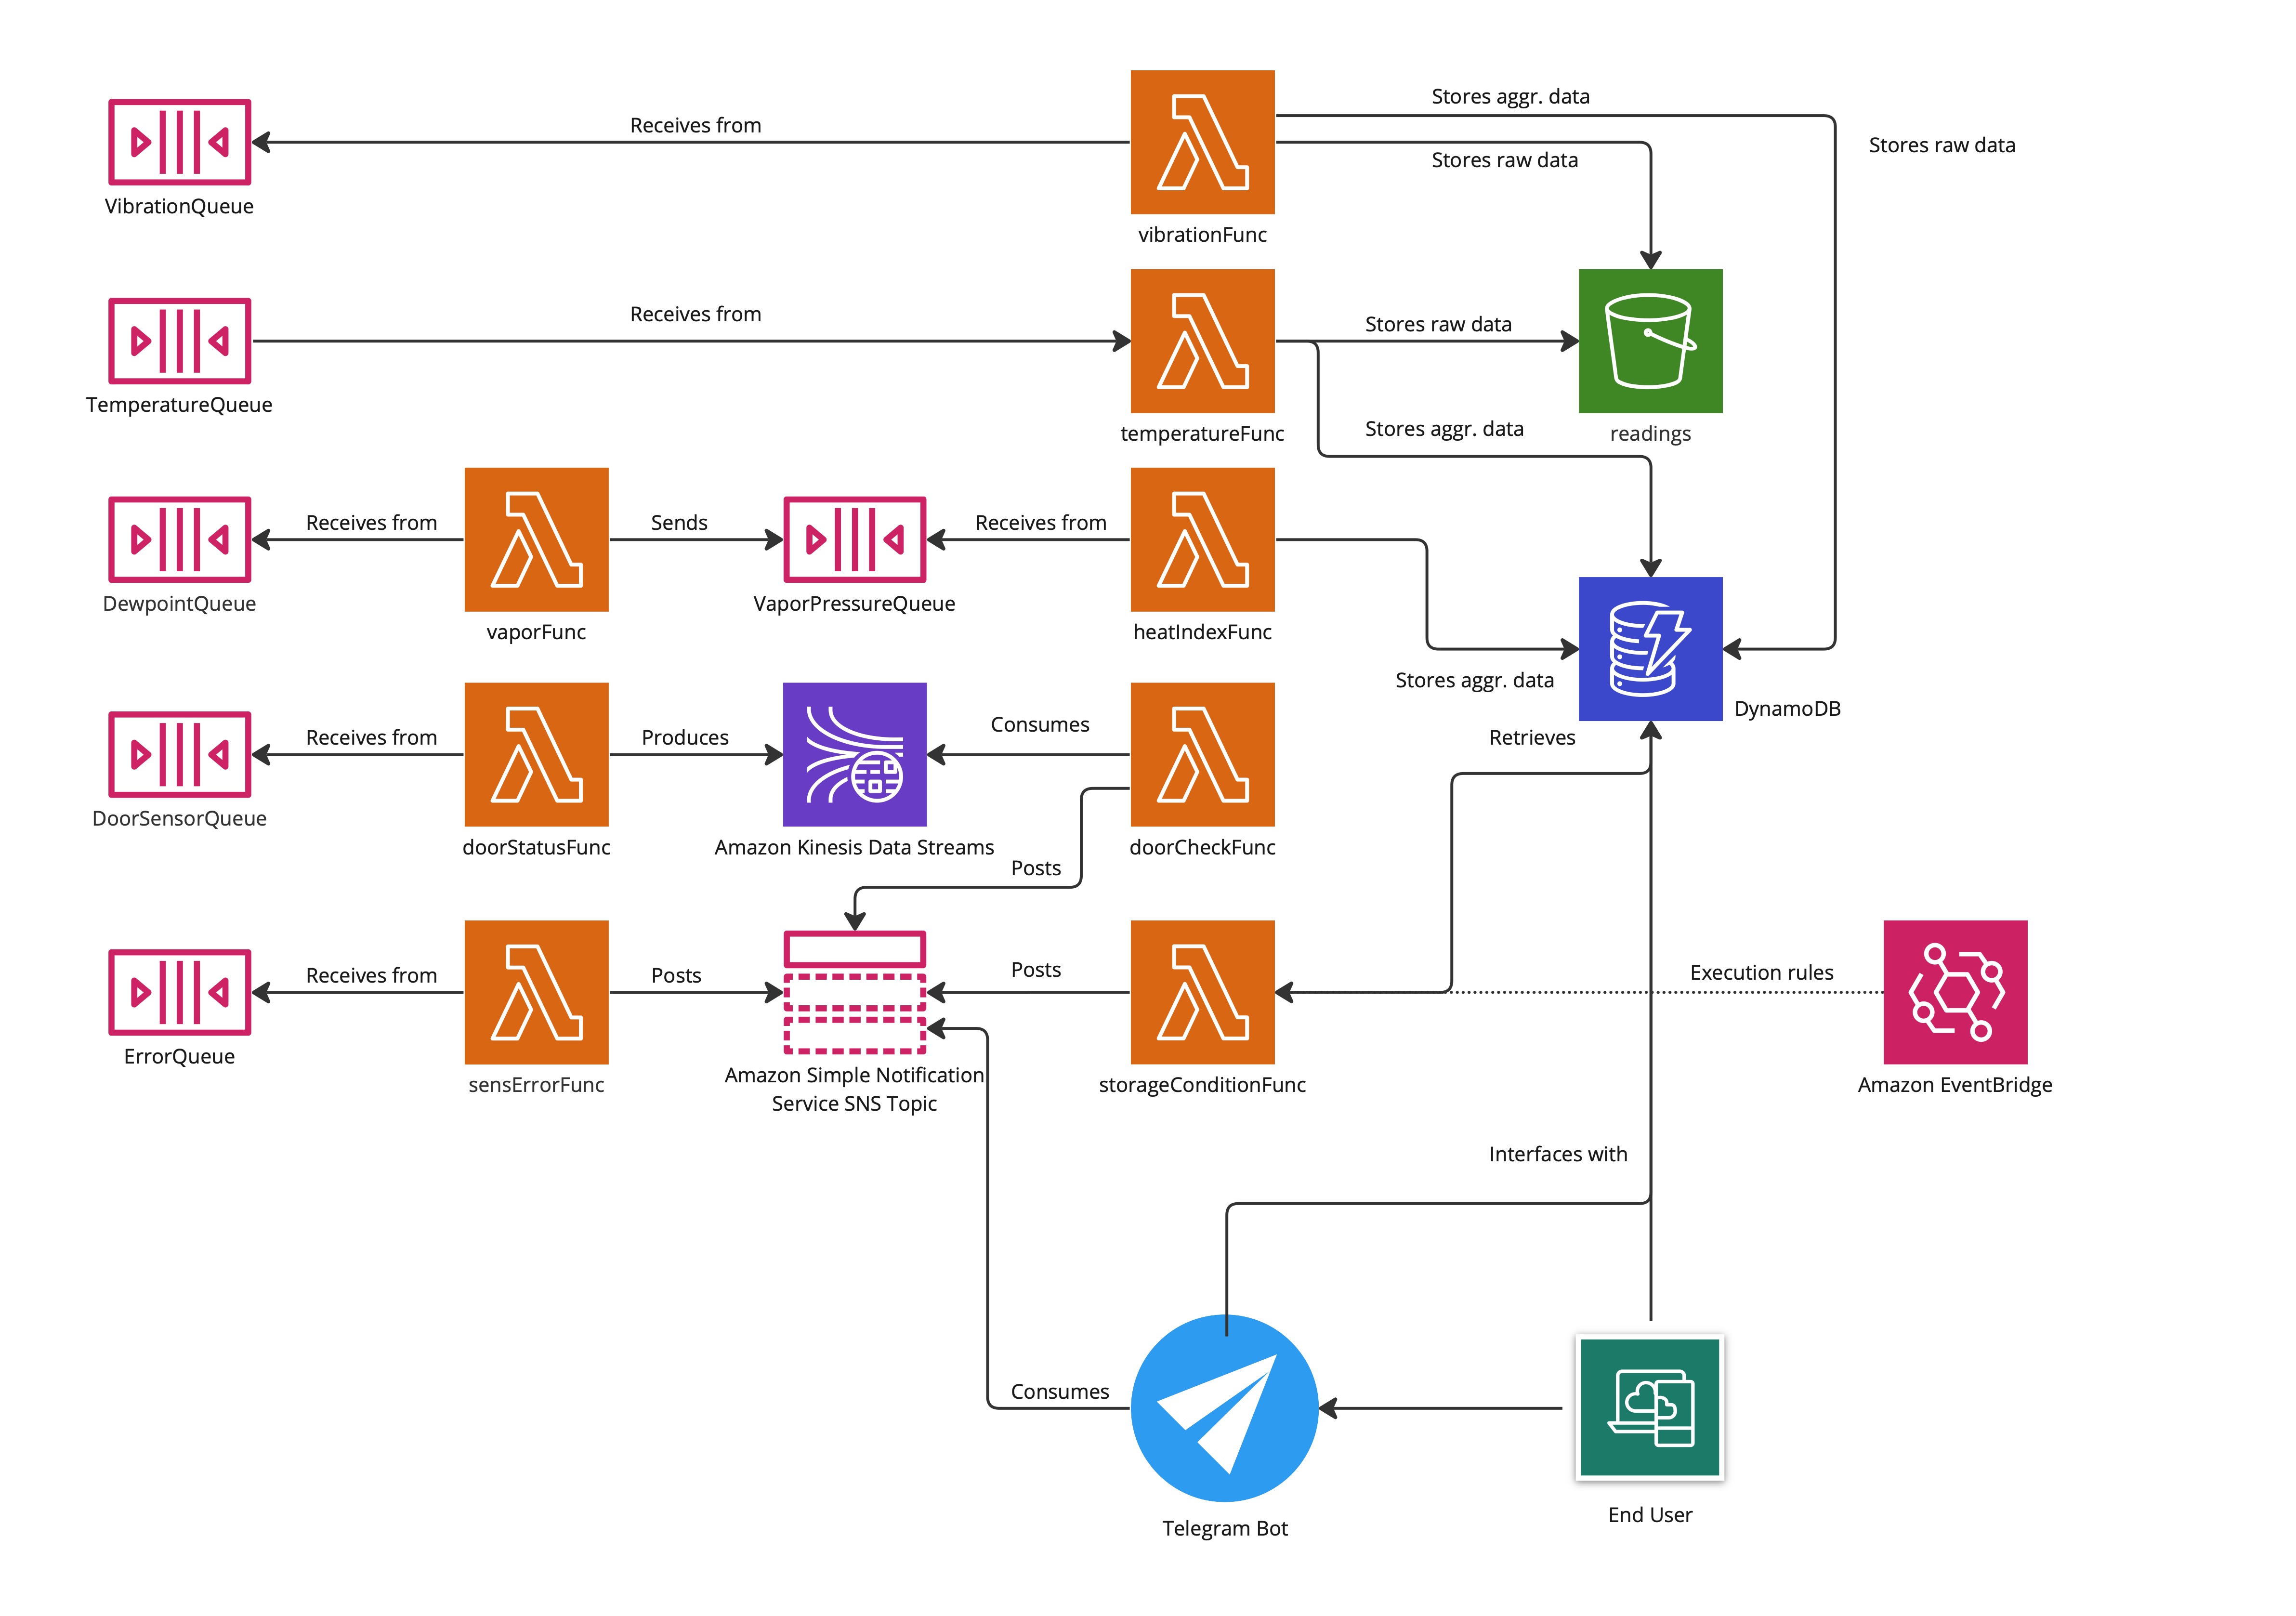 Stores aggr. data
Receives from
Stores raw data
Stores raw data
VibrationQueue
vibrationFunc
Receives from
Stores raw data
TemperatureQueue
temperatureFunc
Stores aggr. data
readings
Receives from
Sends
Receives from
DewpointQueue
vaporFunc
VaporPressureQueue
heatIndexFunc
Stores aggr. data
DynamoDB
Receives from
Produces
Consumes
Retrieves
DoorSensorQueue
doorStatusFunc
Amazon Kinesis Data Streams
doorCheckFunc
Posts
Receives from
Posts
Posts
Execution rules
ErrorQueue
sensErrorFunc
Amazon Simple Notification
Service SNS Topic
storageConditionFunc
Amazon EventBridge
Interfaces with
Consumes
Telegram Bot
End User